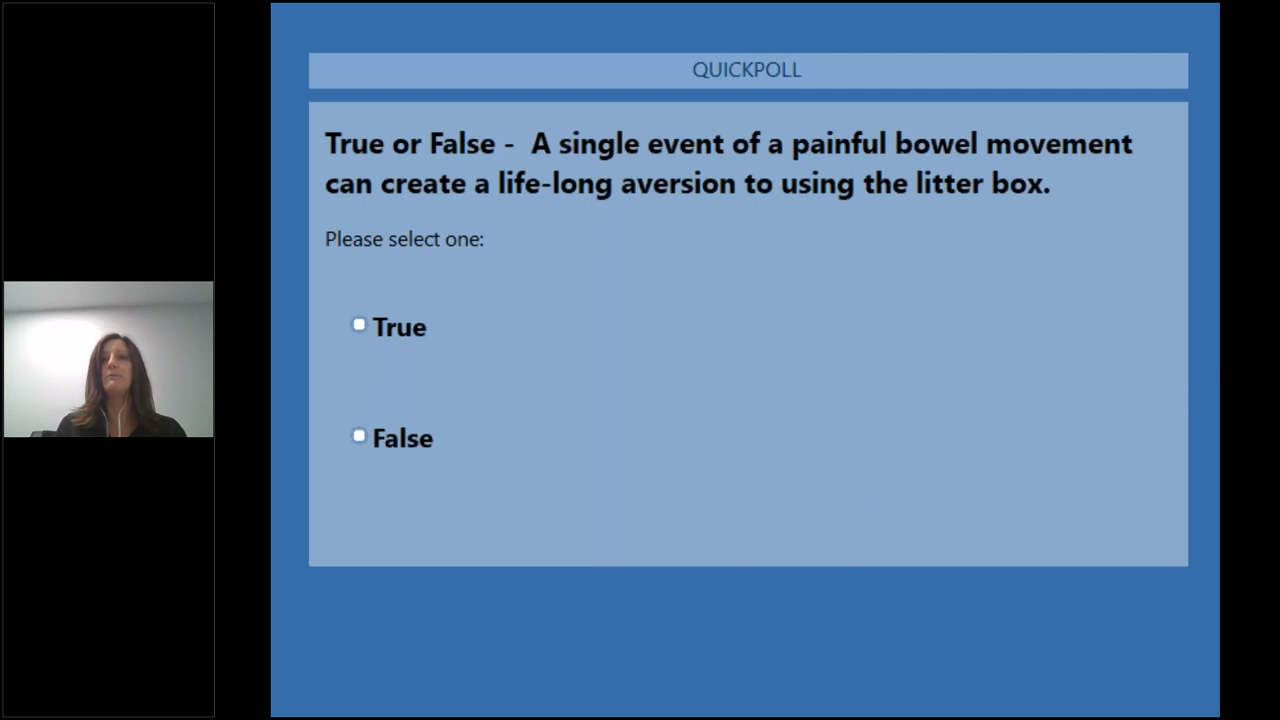 QUICKPOLL
True or False -  A single event of a painful bowel movement
can create a life-long aversion to using the litter box.
Please select one:
True
False